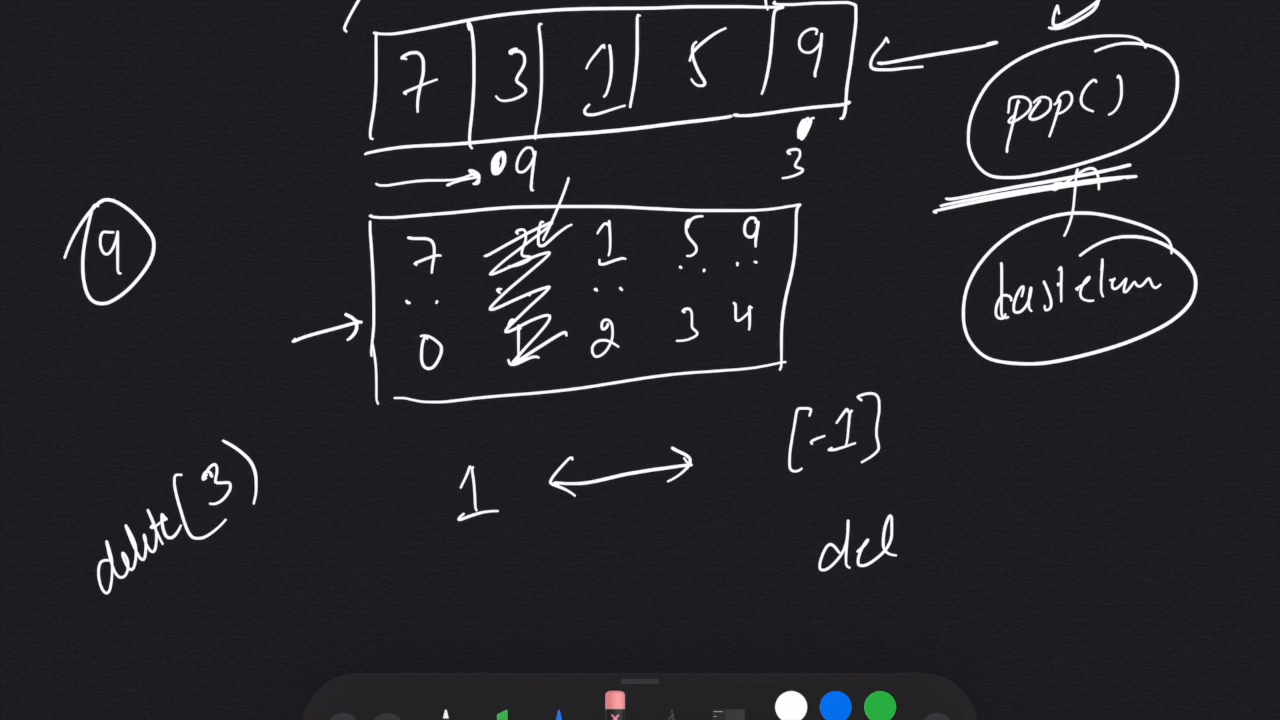 7 3 1 5 9
pop()
9 3
9
7 1 5 9
0 1 2 3 4
lastelem
[-1]
1
delete(3)
del